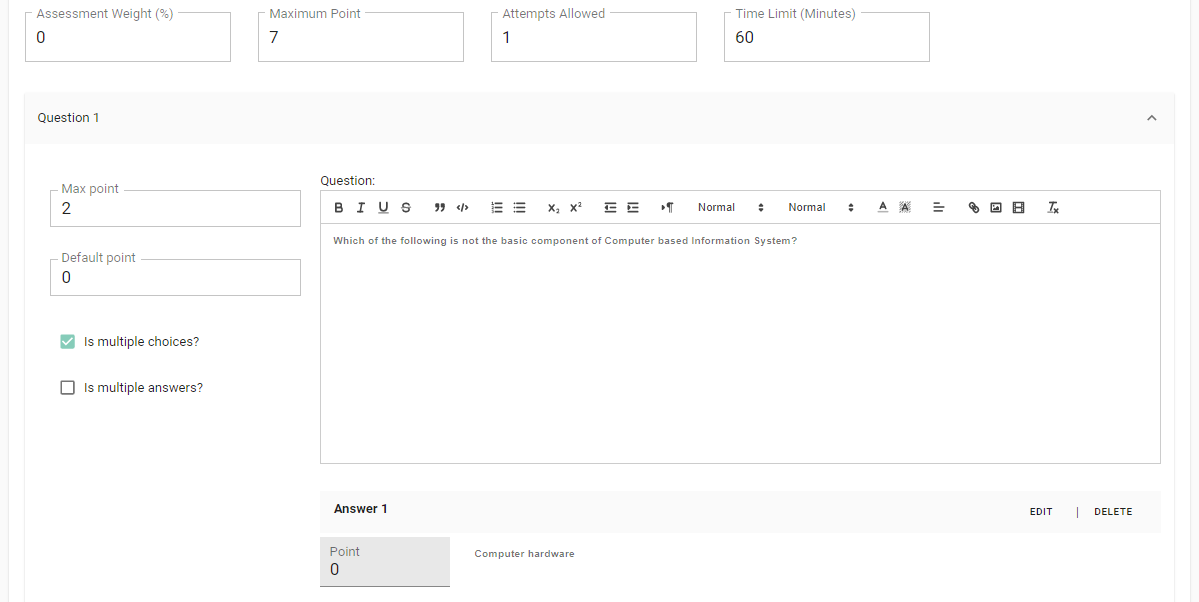 Assessment Weight (%) Maximum Point Attempts Allowed Time Limit (Minutes)
0 7 1 60
Question 1
Question:
Max point
2
Normal Normal
Which of the following is not the basic component of Computer based Information System?
Default point
0
Is multiple choices?
Is multiple answers?
Answer 1 EDIT | DELETE
Point
0
Computer hardware